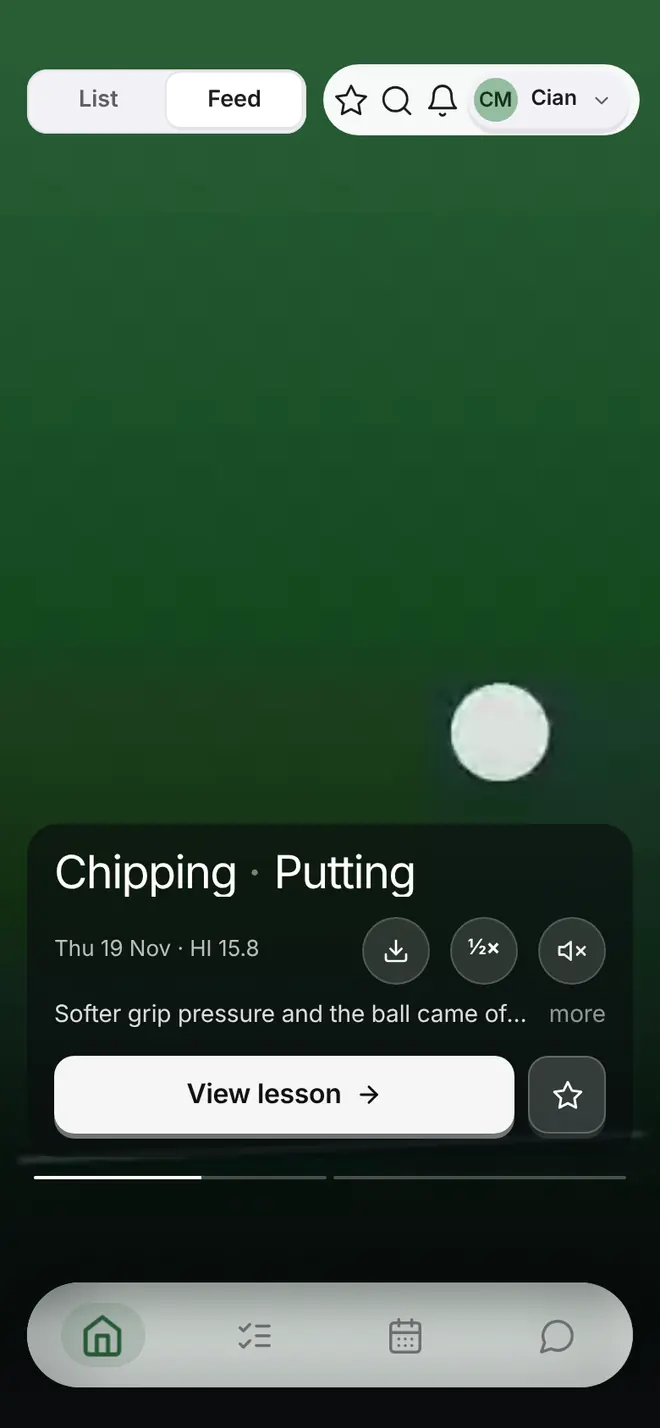 List Feed CM Cian
Chipping · Putting
Thu 19 Nov · HI 15.8 ½×
Softer grip pressure and the ball came of... more
View lesson →